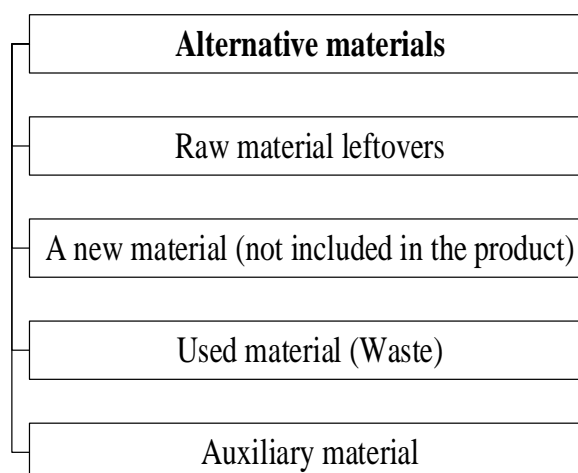 Alternative materials
Raw material leftovers
A new material (not included in the product)
Used material (Waste)
Auxiliary material